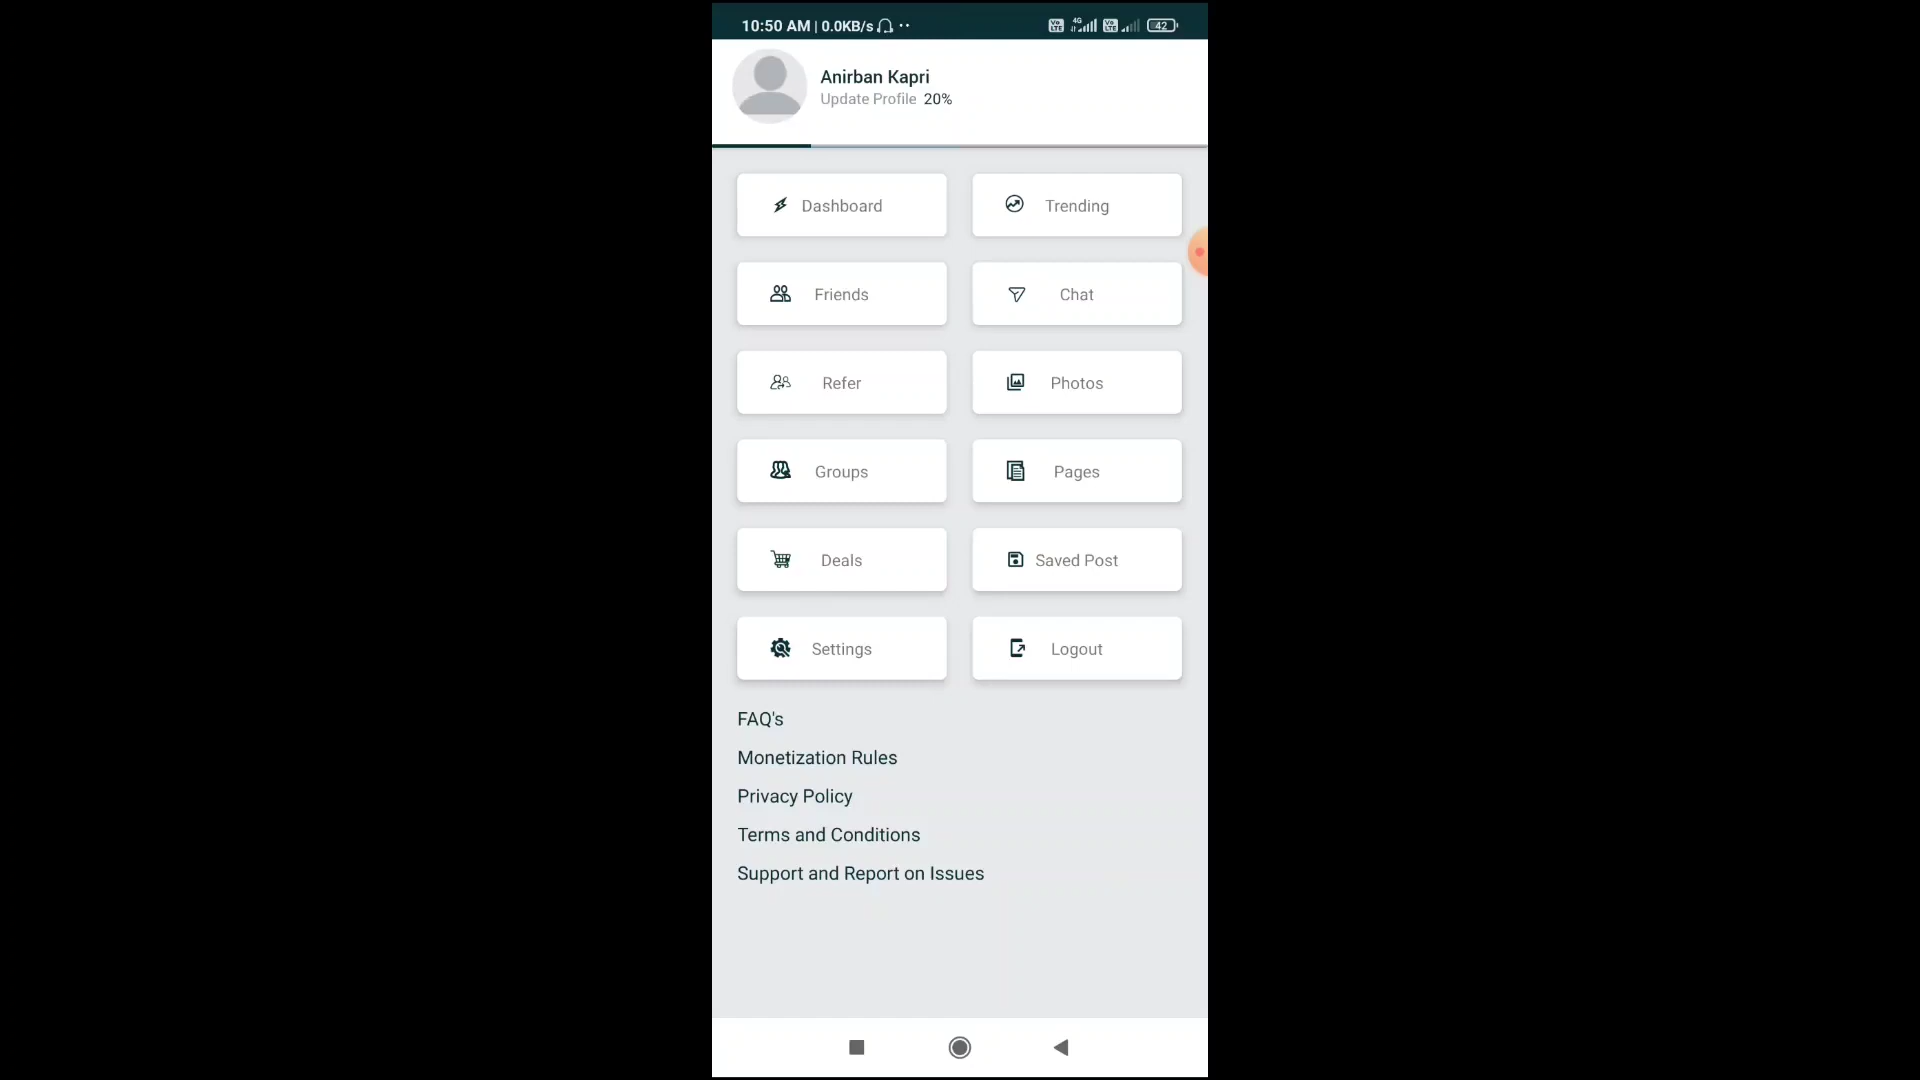 10:50 AM | 0.0KB/s
4G
42
Anirban Kapri
Update Profile 20%
Dashboard
Trending
Friends
Chat
Refer
Photos
Groups
Pages
Deals
Saved Post
Settings
Logout
FAQ's
Monetization Rules
Privacy Policy
Terms and Conditions
Support and Report on Issues